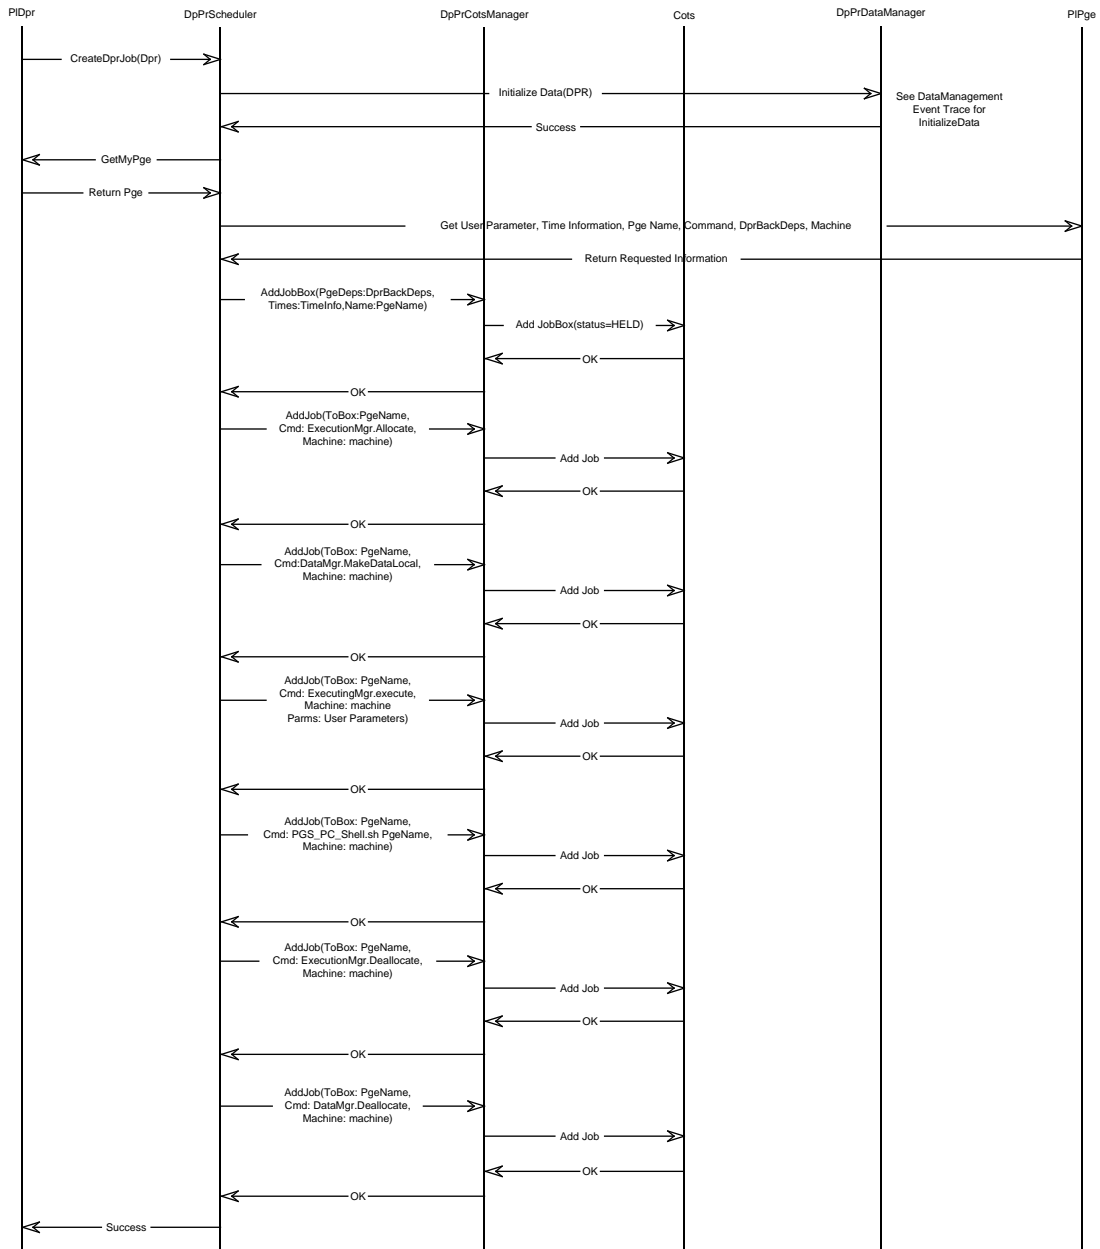 PlDpr
DpPrScheduler
DpPrCotsManager
Cots
DpPrDataManager
PlPge
CreateDprJob(Dpr)
Initialize Data(DPR)
See DataManagement
Event Trace for
InitializeData
Success
GetMyPge
Return Pge
Get User Parameter, Time Information, Pge Name, Command, DprBackDeps, Machine
Return Requested Information
AddJobBox(PgeDeps:DprBackDeps,
Times:TimeInfo,Name:PgeName)
Add JobBox(status=HELD)
OK
OK
AddJob(ToBox:PgeName,
Cmd: ExecutionMgr.Allocate,
Machine: machine)
Add Job
OK
OK
AddJob(ToBox: PgeName,
Cmd:DataMgr.MakeDataLocal,
Machine: machine)
Add Job
OK
OK
AddJob(ToBox: PgeName,
Cmd: ExecutingMgr.execute,
Machine: machine
Parms: User Parameters)
Add Job
OK
OK
AddJob(ToBox: PgeName,
Cmd: PGS_PC_Shell.sh PgeName,
Machine: machine)
Add Job
OK
OK
AddJob(ToBox: PgeName,
Cmd: ExecutionMgr.Deallocate,
Machine: machine)
Add Job
OK
OK
AddJob(ToBox: PgeName,
Cmd: DataMgr.Deallocate,
Machine: machine)
Add Job
OK
OK
Success